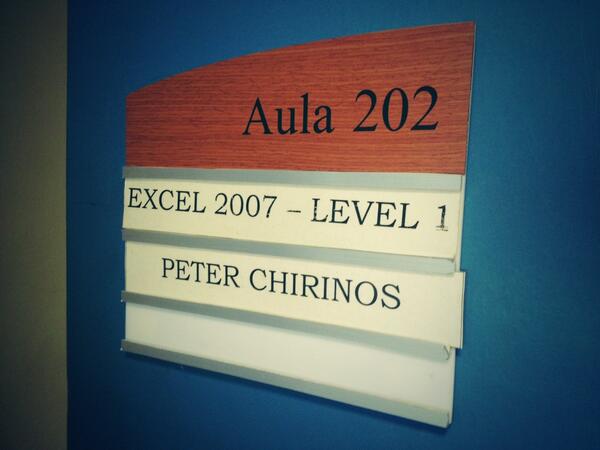 Aula 202
EXCEL 2007 – LEVEL 1
PETER CHIRINOS